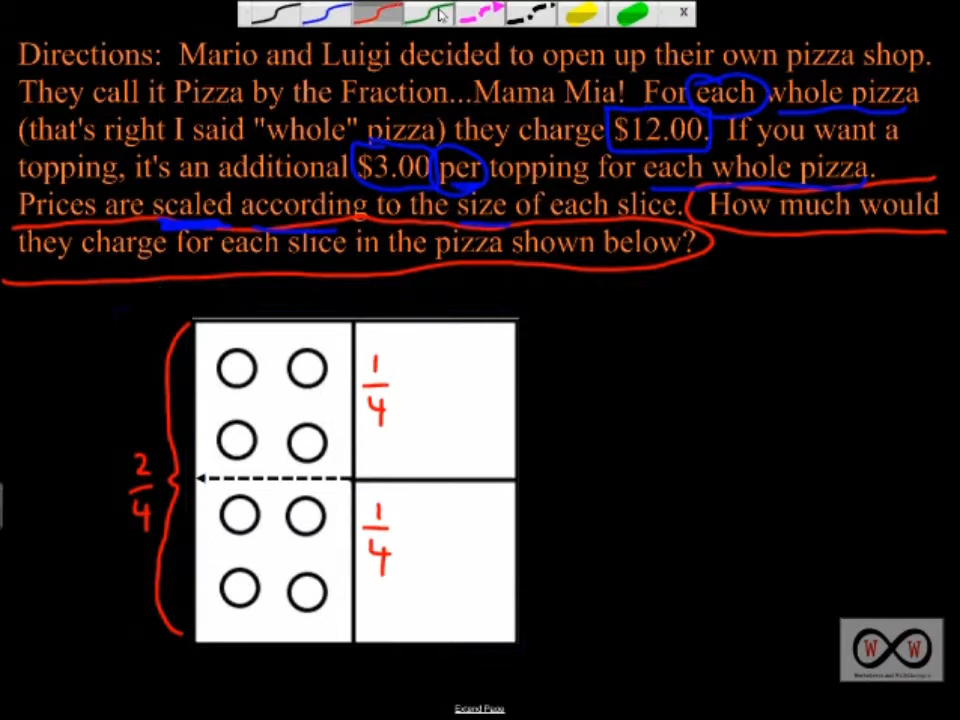 x
Directions: Mario and Luigi decided to open up their own pizza shop.
They call it Pizza by the Fraction...Mama Mia! For each whole pizza
(that's right I said "whole" pizza) they charge $12.00. If you want a
topping, it's an additional $3.00 per topping for each whole pizza.
Prices are scaled according to the size of each slice. How much would
they charge for each slice in the pizza shown below?
1
4
2
4
1
4
W W
Extend Page